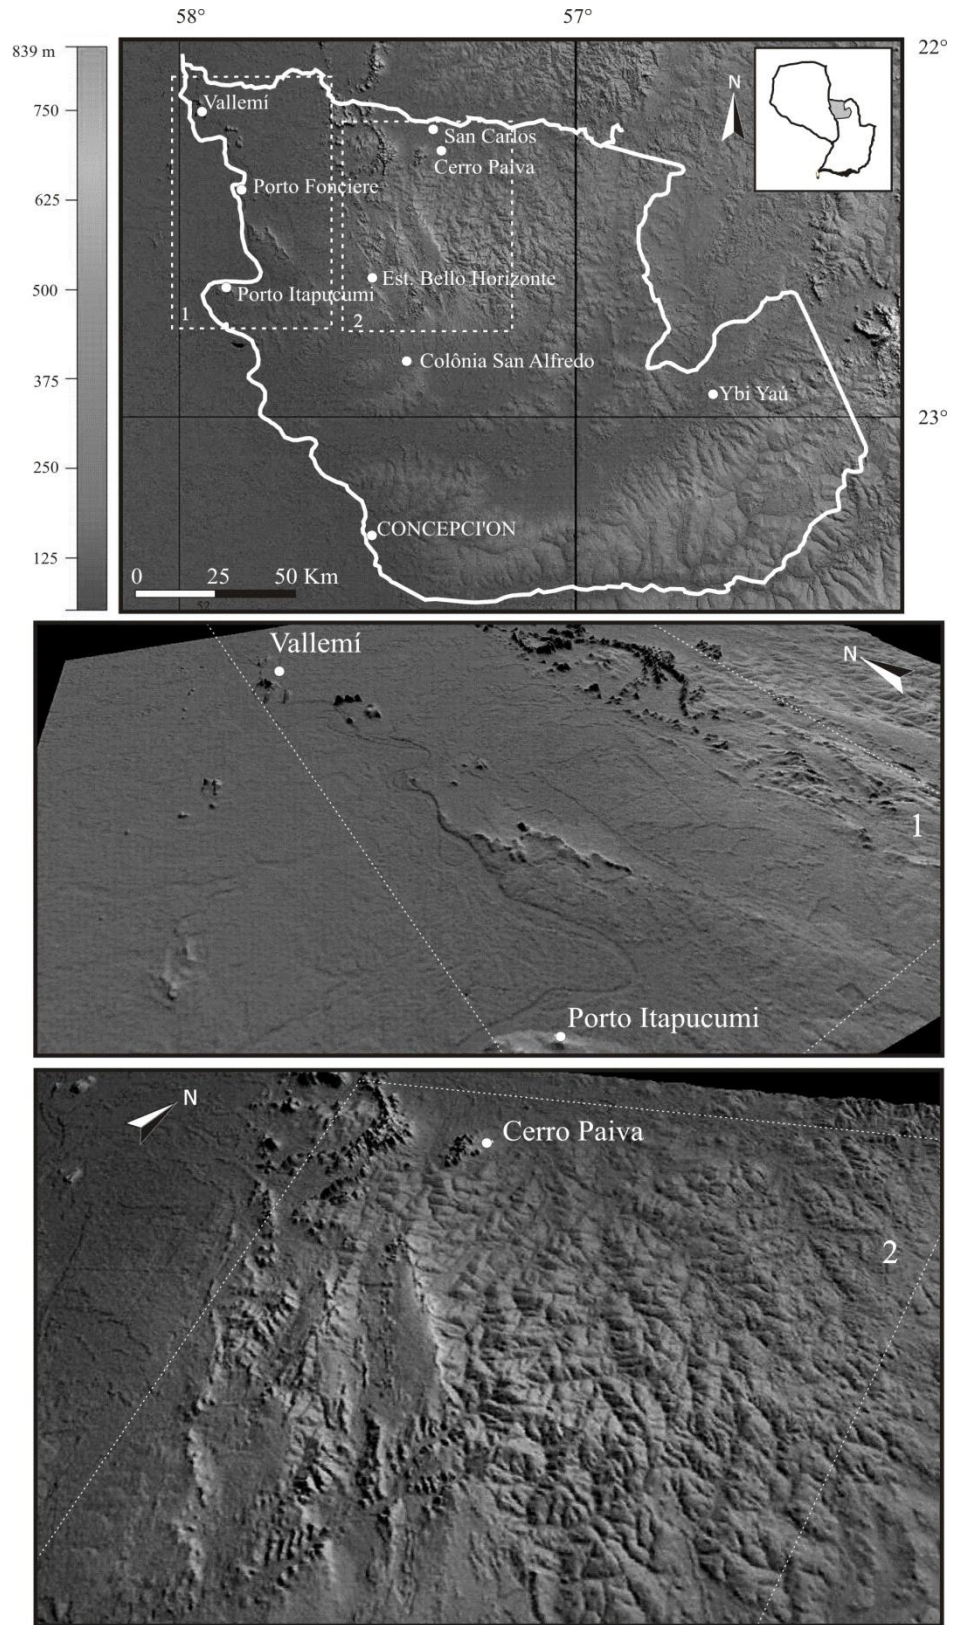 58°
57°
839 m
22°
N
750
Vallemí
San Carlos
Cerro Paiva
Porto Fonciere
625
Est. Bello Horizonte
500
Porto Itapucumi
1
2
Colônia San Alfredo
375
Ybi Yaú
23°
250
CONCEPCI'ON
125
0 25 50 Km
52
Vallemí
N
1
Porto Itapucumi
N
Cerro Paiva
2